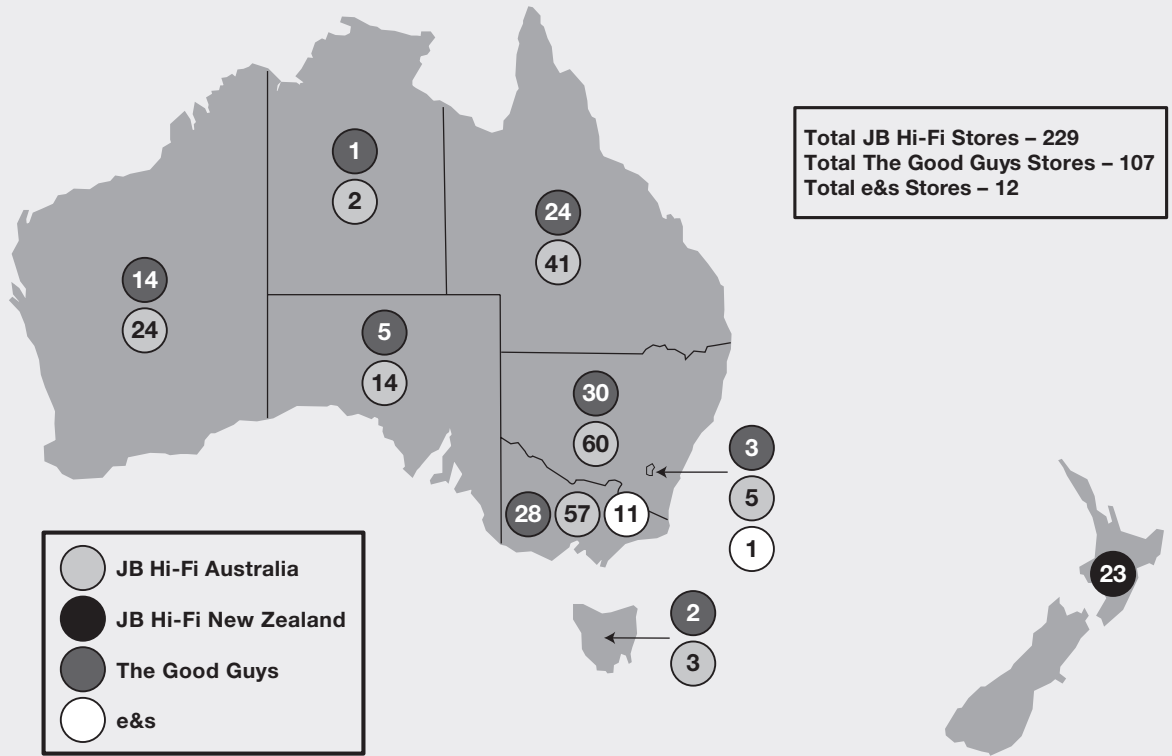 Total JB Hi-Fi Stores – 229
Total The Good Guys Stores – 107
Total e&s Stores – 12
1
2
24
41
14
24
5
14
30
60
3
5
1
28 57 11
23
2
3
JB Hi-Fi Australia
JB Hi-Fi New Zealand
The Good Guys
e&s